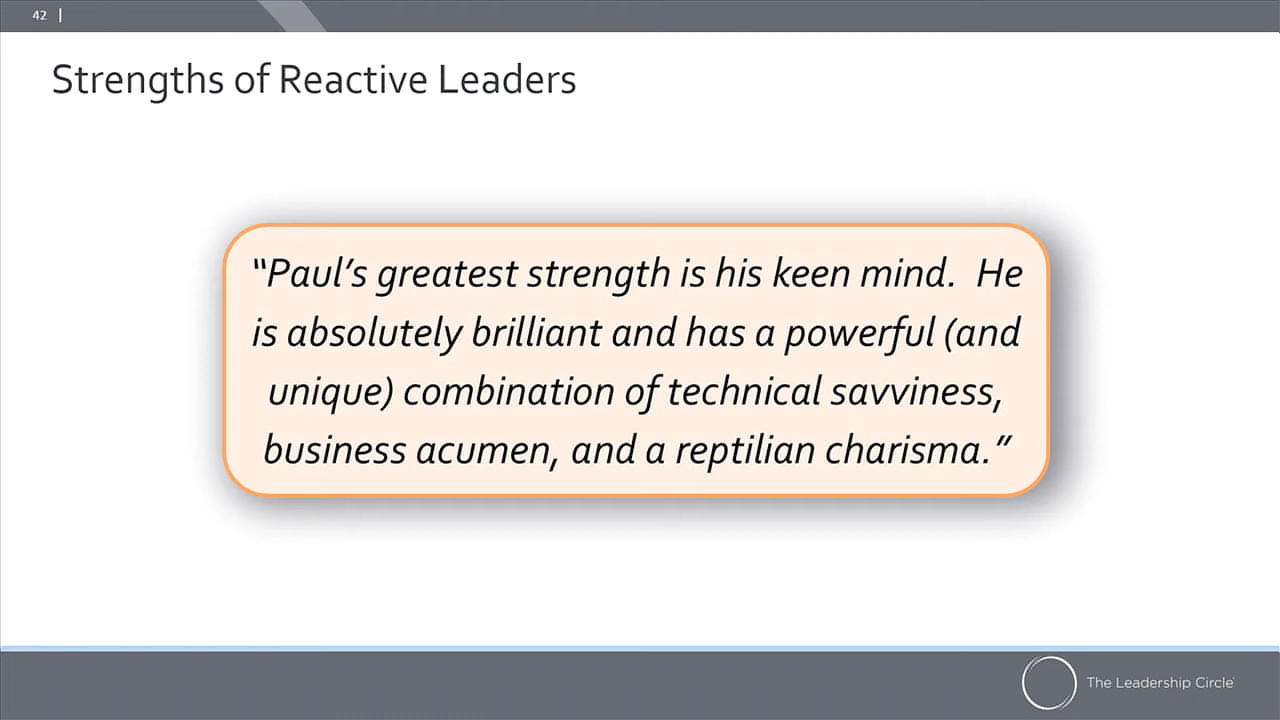 42 |
Strengths of Reactive Leaders
“Paul’s greatest strength is his keen mind.  He
is absolutely brilliant and has a powerful (and
unique) combination of technical savviness,
business acumen, and a reptilian charisma.”
The Leadership Circle